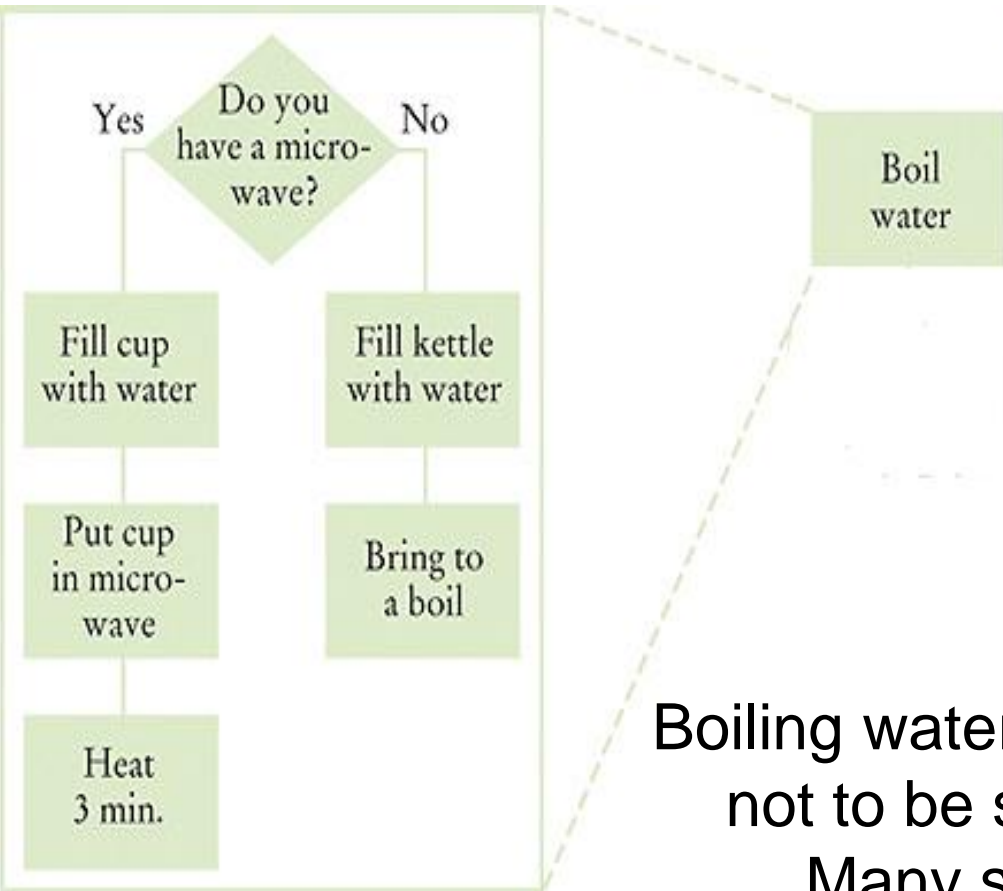 Do you
have a micro-
wave?
Yes
No
Fill cup
with water
Put cup
in micro-
wave
Heat
3 min.
Fill kettle
with water
Bring to
a boil
Boil
water
Boiling water
not to be
Many